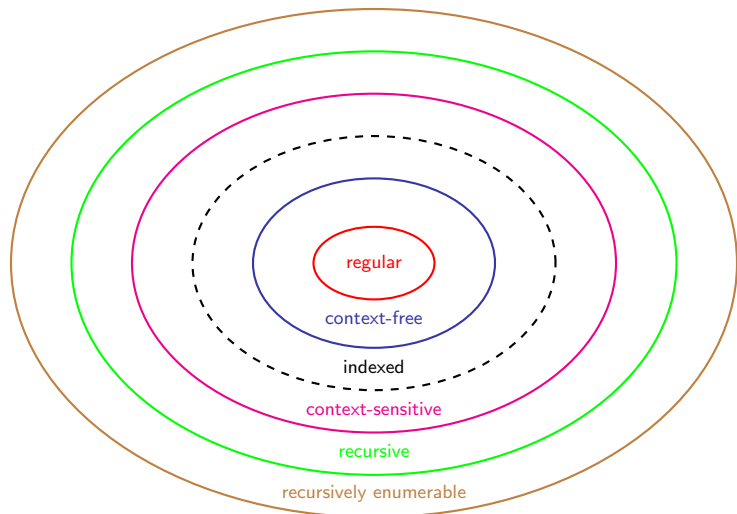 regular
context-free
indexed
context-sensitive
recursive
recursively enumerable